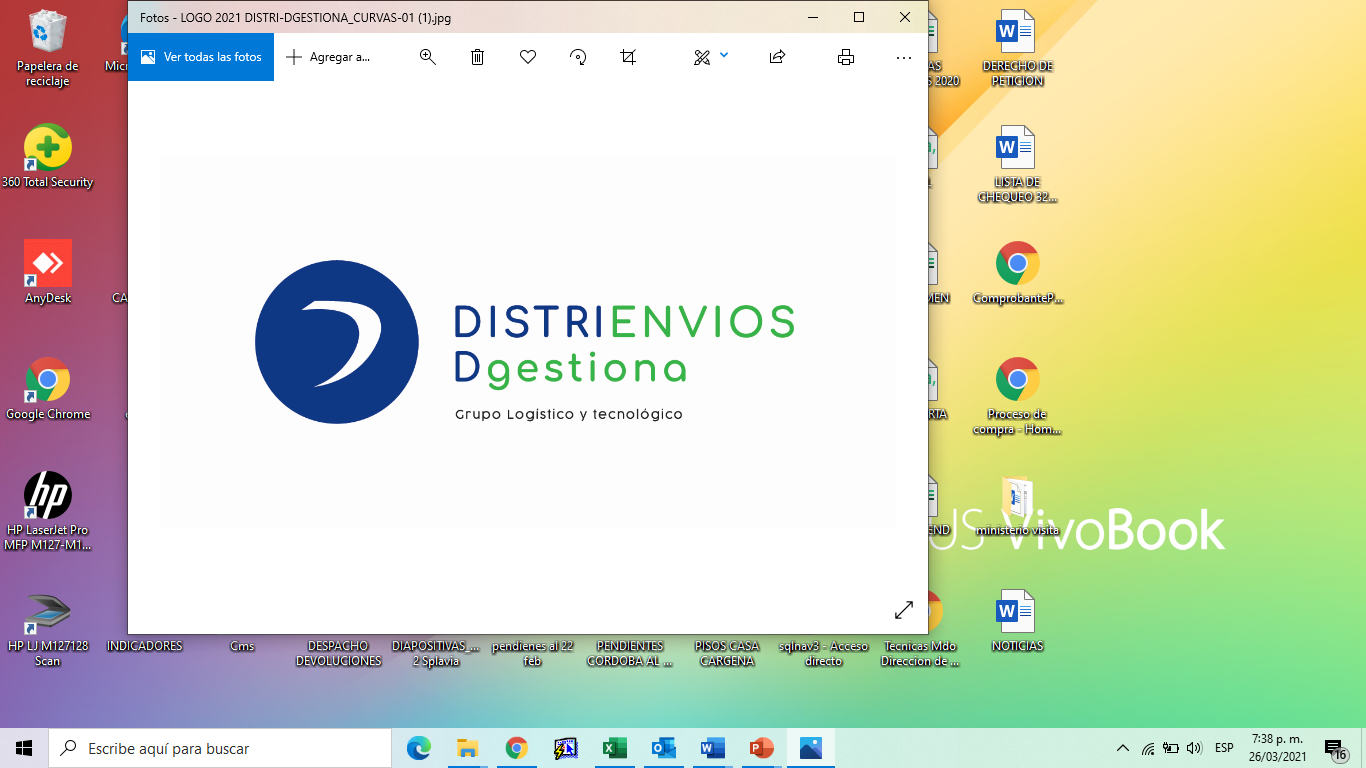 Fotos - LOGO 2021 DISTRI-DGESTIONA_CURVAS-01 (1).jpg
Ver todas las fotos
Agregar a...
DISTRIENVIOS
Dgestiona
Grupo Logístico y tecnológico
Papelera de
reciclaje
360 Total Security
AnyDesk
Google Chrome
hp
HP LaserJet Pro
MFP M127-M1...
HP LJ M127128
Scan
INDICADORES
Cms
DESPACHO
DEVOLUCIONES
DIAPOSITIVAS_...
2 Splavia
pendienes al 22
feb
PENDIENTES
CORDOBA AL ...
PISOS CASA
CARGENA
sqlnav3 - Acceso
directo
Tecnicas Mdo
Direccion de ...
2020
DERECHO DE
PETICION
LISTA DE
CHEQUEO 32...
ComprobanteP...
Proceso de
compra - Hom...
ministerio visita
NOTICIAS
VivoBook
Escribe aquí para buscar
ESP
7:38 p. m.
26/03/2021
16